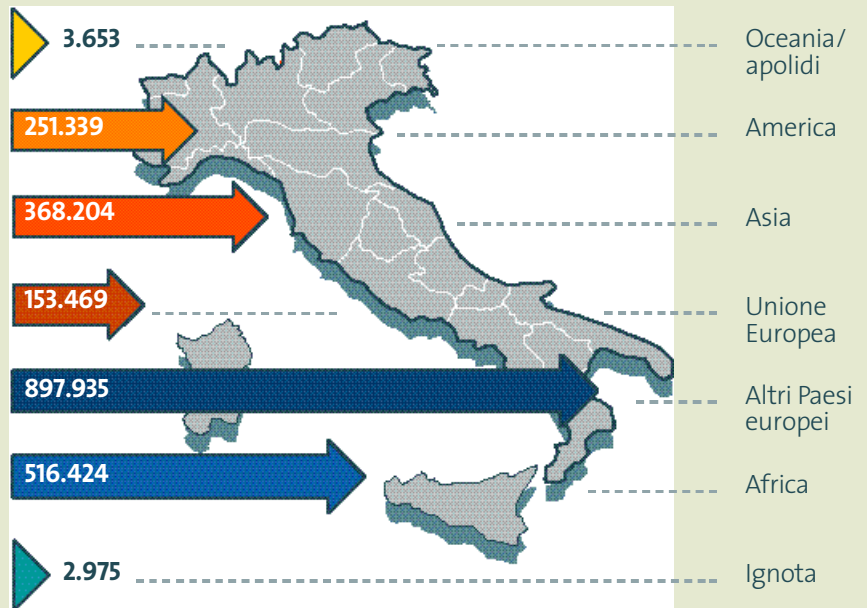 3.653
Oceania/
apolidi
251.339
America
368.204
Asia
153.469
Unione
Europea
897.935
Altri Paesi
europei
516.424
Africa
2.975
Ignota